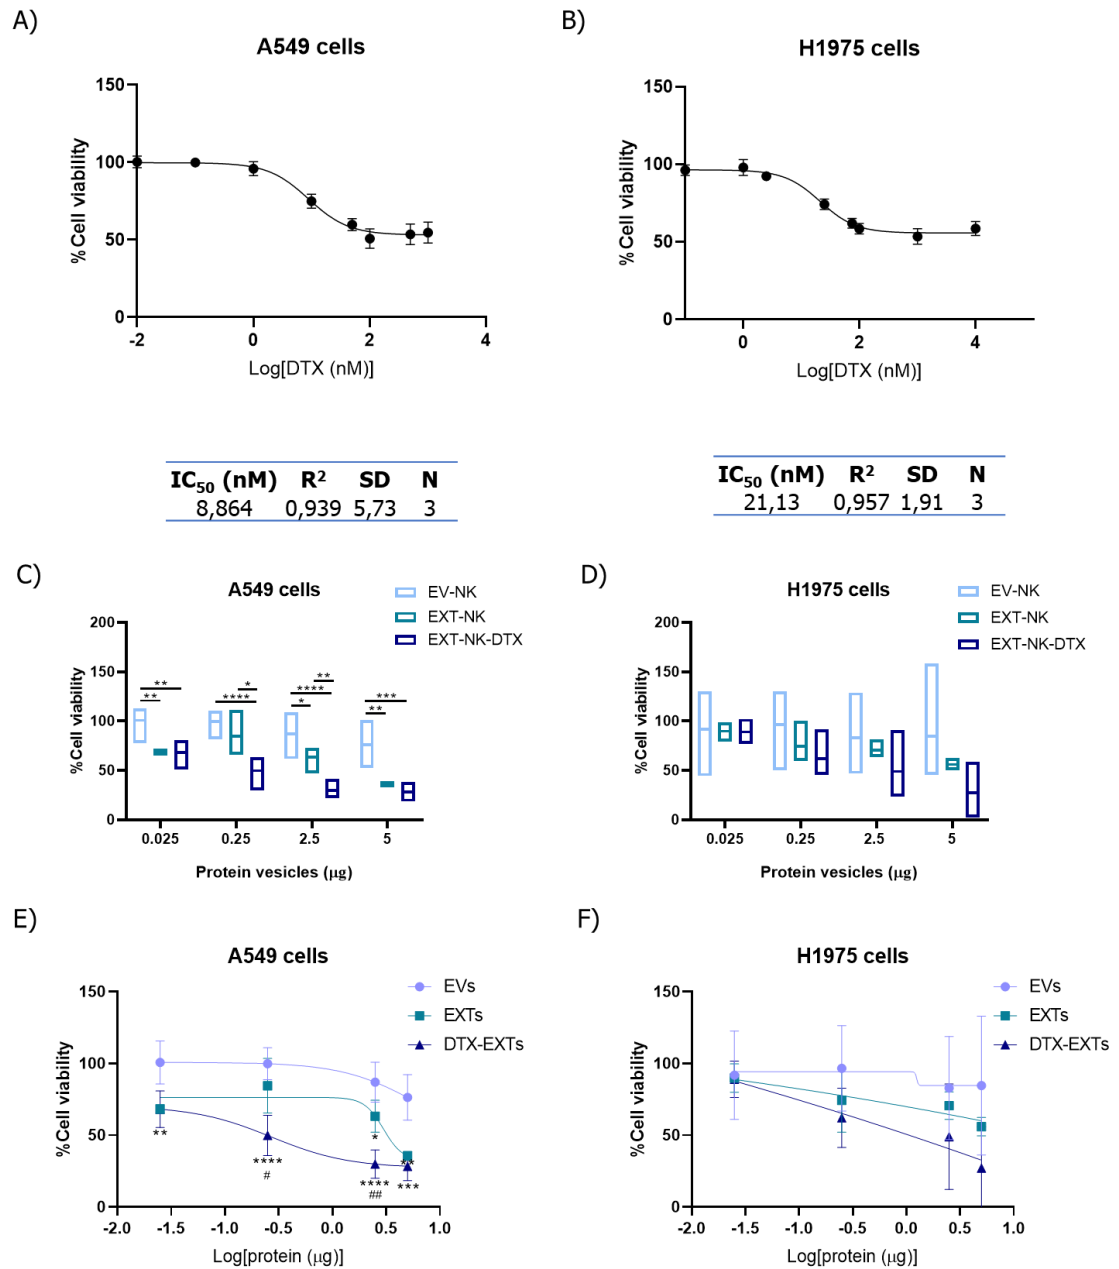 A)
A549 cells
150
100
50
0
%Cell viability
-2
0
2
4
Log[DTX (nM)]
B)
H1975 cells
150
100
50
0
%Cell viability
0
2
4
Log[DTX (nM)]
IC50 (nM) R2 SD N
8,864 0,939 5,73 3
IC50 (nM) R2 SD N
21,13 0,957 1,91 3
C)
A549 cells
EV-NK
EXT-NK
EXT-NK-DTX
200
150
100
50
0
%Cell viability
** **
* ****
** **** *
*** **
0.025
0.25
2.5
5
Protein vesicles (µg)
D)
H1975 cells
EV-NK
EXT-NK
EXT-NK-DTX
200
150
100
50
0
%Cell viability
0.025
0.25
2.5
5
Protein vesicles (µg)
E)
A549 cells
EVs
EXTs
DTX-EXTs
150
100
50
0
%Cell viability
**
****
#
*
****
##
**
***
-2.0
-1.5
-1.0
-0.5
0.0
0.5
1.0
Log[protein (µg)]
F)
H1975 cells
EVs
EXTs
DTX-EXTs
150
100
50
0
%Cell viability
-2.0
-1.5
-1.0
-0.5
0.0
0.5
1.0
Log[protein (µg)]